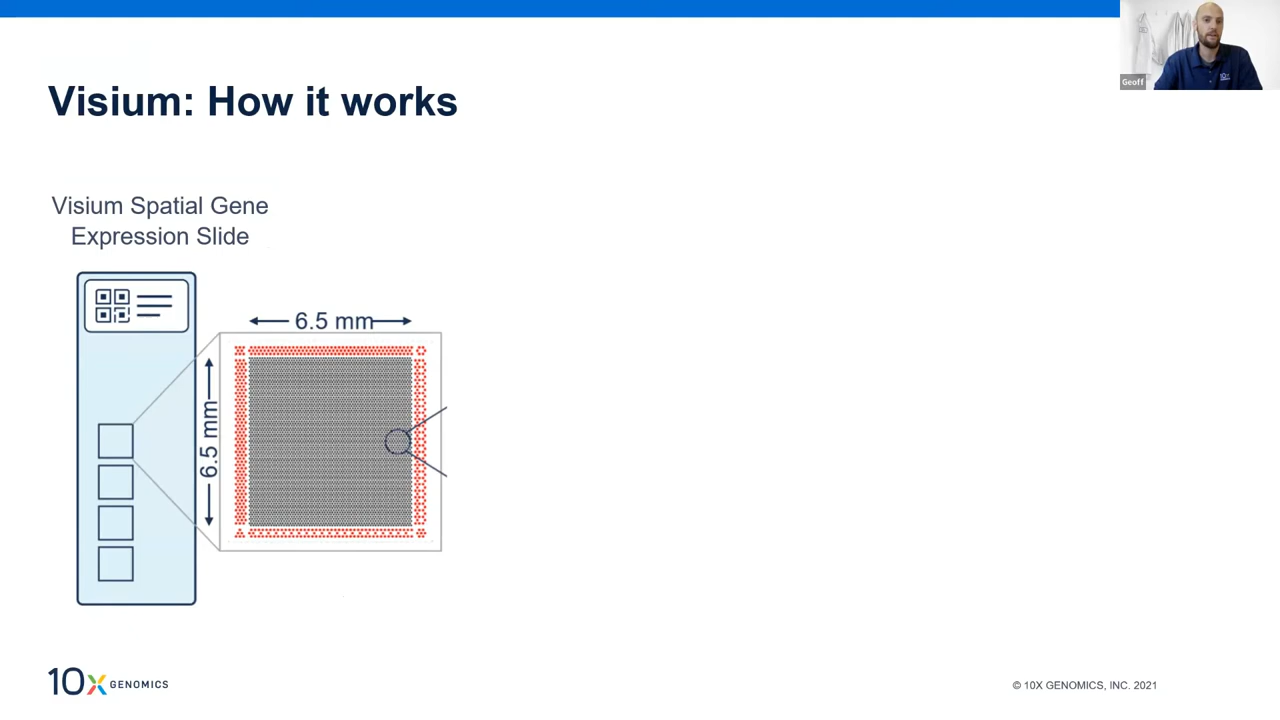 Geoff
Visium: How it works
Visium Spatial Gene
Expression Slide
6.5 mm
6.5 mm
10x GENOMICS
© 10X GENOMICS, INC. 2021